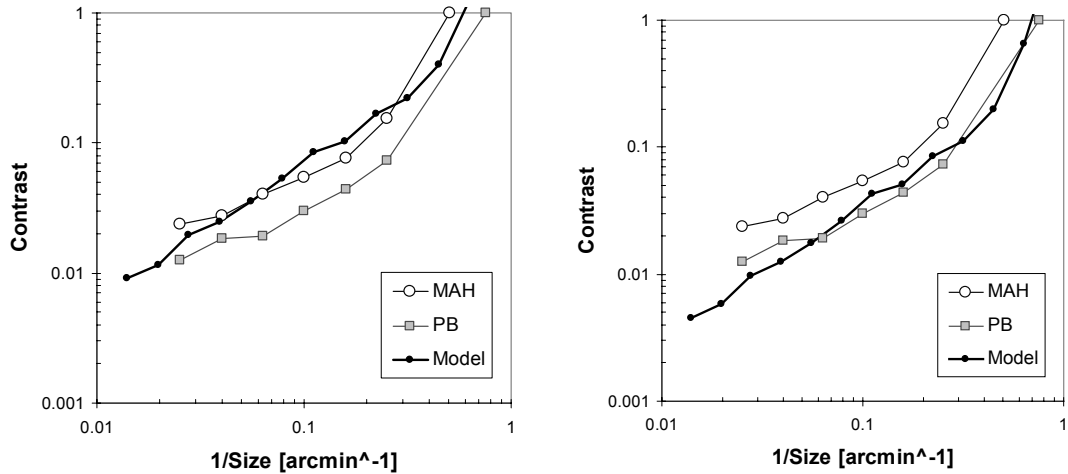 1
0.1
0.01
0.001
Contrast
MAH
PB
Model
0.01
0.1
1
1/Size [arcmin^-1]
1
0.1
0.01
0.001
Contrast
MAH
PB
Model
0.01
0.1
1
1/Size [arcmin^-1]